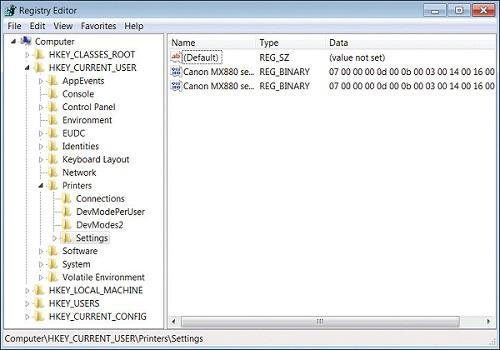 Registry Editor
File Edit View Favorites Help
Computer
HKEY_CLASSES_ROOT
HKEY_CURRENT_USER
AppEvents
Console
Control Panel
Environment
EUDC
Identities
Keyboard Layout
Network
Printers
Connections
DevModePerUser
DevModes2
Settings
Software
System
Volatile Environment
HKEY_LOCAL_MACHINE
HKEY_USERS
HKEY_CURRENT_CONFIG
Name Type Data
(Default) REG_SZ (value not set)
Canon MX880 se... REG_BINARY 07 00 00 00 0d 00 0b 00 03 00 14 00 16 00
Canon MX880 se... REG_BINARY 07 00 00 00 0d 00 0b 00 03 00 14 00 16 00
Computer\HKEY_CURRENT_USER\Printers\Settings